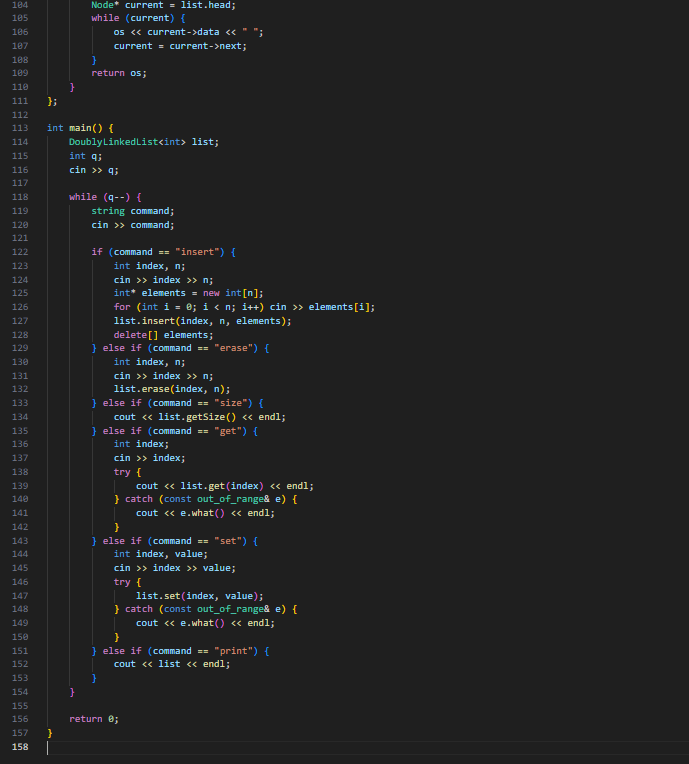 104 Node* current = list.head;
105 while (current) {
106 os << current->data << " ";
107 current = current->next;
108 }
109 return os;
110 }
111 };
112
113 int main() {
114 DoublyLinkedList<int> list;
115 int q;
116 cin >> q;
117
118 while (q--) {
119 string command;
120 cin >> command;
121
122 if (command == "insert") {
123 int index, n;
124 cin >> index >> n;
125 int* elements = new int[n];
126 for (int i = 0; i < n; i++) cin >> elements[i];
127 list.insert(index, n, elements);
128 delete[] elements;
129 } else if (command == "erase") {
130 int index, n;
131 cin >> index >> n;
132 list.erase(index, n);
133 } else if (command == "size") {
134 cout << list.getSize() << endl;
135 } else if (command == "get") {
136 int index;
137 cin >> index;
138 try {
139 cout << list.get(index) << endl;
140 } catch (const out_of_range& e) {
141 cout << e.what() << endl;
142 }
143 } else if (command == "set") {
144 int index, value;
145 cin >> index >> value;
146 try {
147 list.set(index, value);
148 } catch (const out_of_range& e) {
149 cout << e.what() << endl;
150 }
151 } else if (command == "print") {
152 cout << list << endl;
153 }
154 }
155
156 return 0;
157 }
158